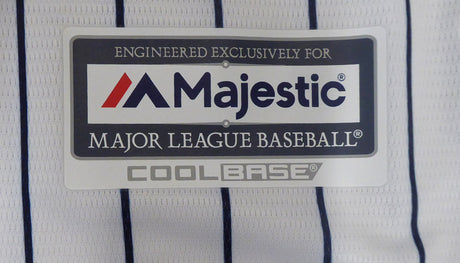 ENGINEERED EXCLUSIVELY FOR
Majestic®
MAJOR LEAGUE BASEBALL®
COOLBASE®